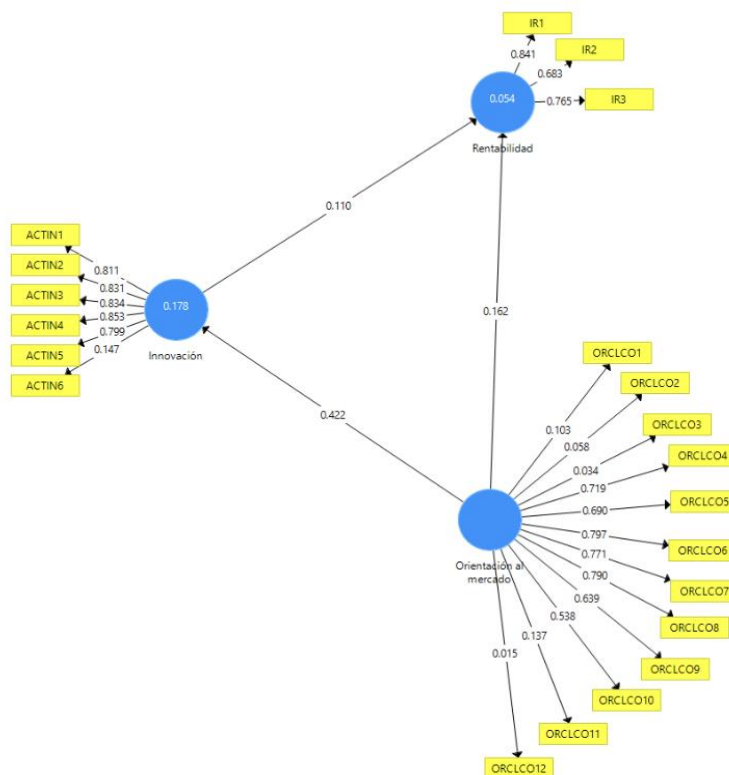 IR1
0.841
IR2
0.683
0.054
0.765
IR3
Rentabilidad
0.110
ACTIN1
0.811
ACTIN2
0.831
ACTIN3
0.834
0.178
ACTIN4
0.853
ACTIN5
0.799
Innovación
0.147
ACTIN6
0.162
0.422
ORCLCO1
0.103
ORCLCO2
0.058
ORCLCO3
0.034
ORCLCO4
0.719
ORCLCO5
0.690
ORCLCO6
0.797
Orientación al
mercado
0.771
ORCLCO7
0.790
ORCLCO8
0.639
ORCLCO9
0.538
ORCLCO10
0.137
ORCLCO11
0.015
ORCLCO12